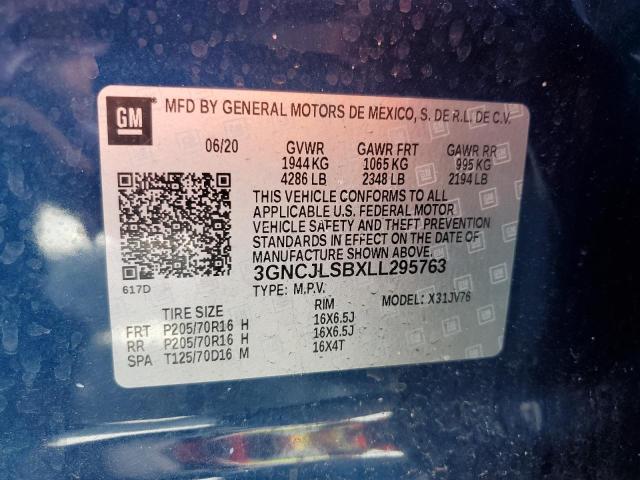 GM MFD BY GENERAL MOTORS DE MEXICO, S. DE R.L. DE C.V.
06/20 GVWR GAWR FRT GAWR RR
1944 KG 1065 KG 995 KG
4286 LB 2348 LB 2194 LB
THIS VEHICLE CONFORMS TO ALL
APPLICABLE U.S. FEDERAL MOTOR
VEHICLE SAFETY AND THEFT PREVENTION
STANDARDS IN EFFECT ON THE DATE OF
MANUFACTURE SHOWN ABOVE.
617D 3GNCJLSBXLL295763
TYPE: M.P.V. MODEL: X31JV76
TIRE SIZE RIM
FRT P205/70R16 H 16X6.5J
RR P205/70R16 H 16X6.5J
SPA T125/70D16 M 16X4T